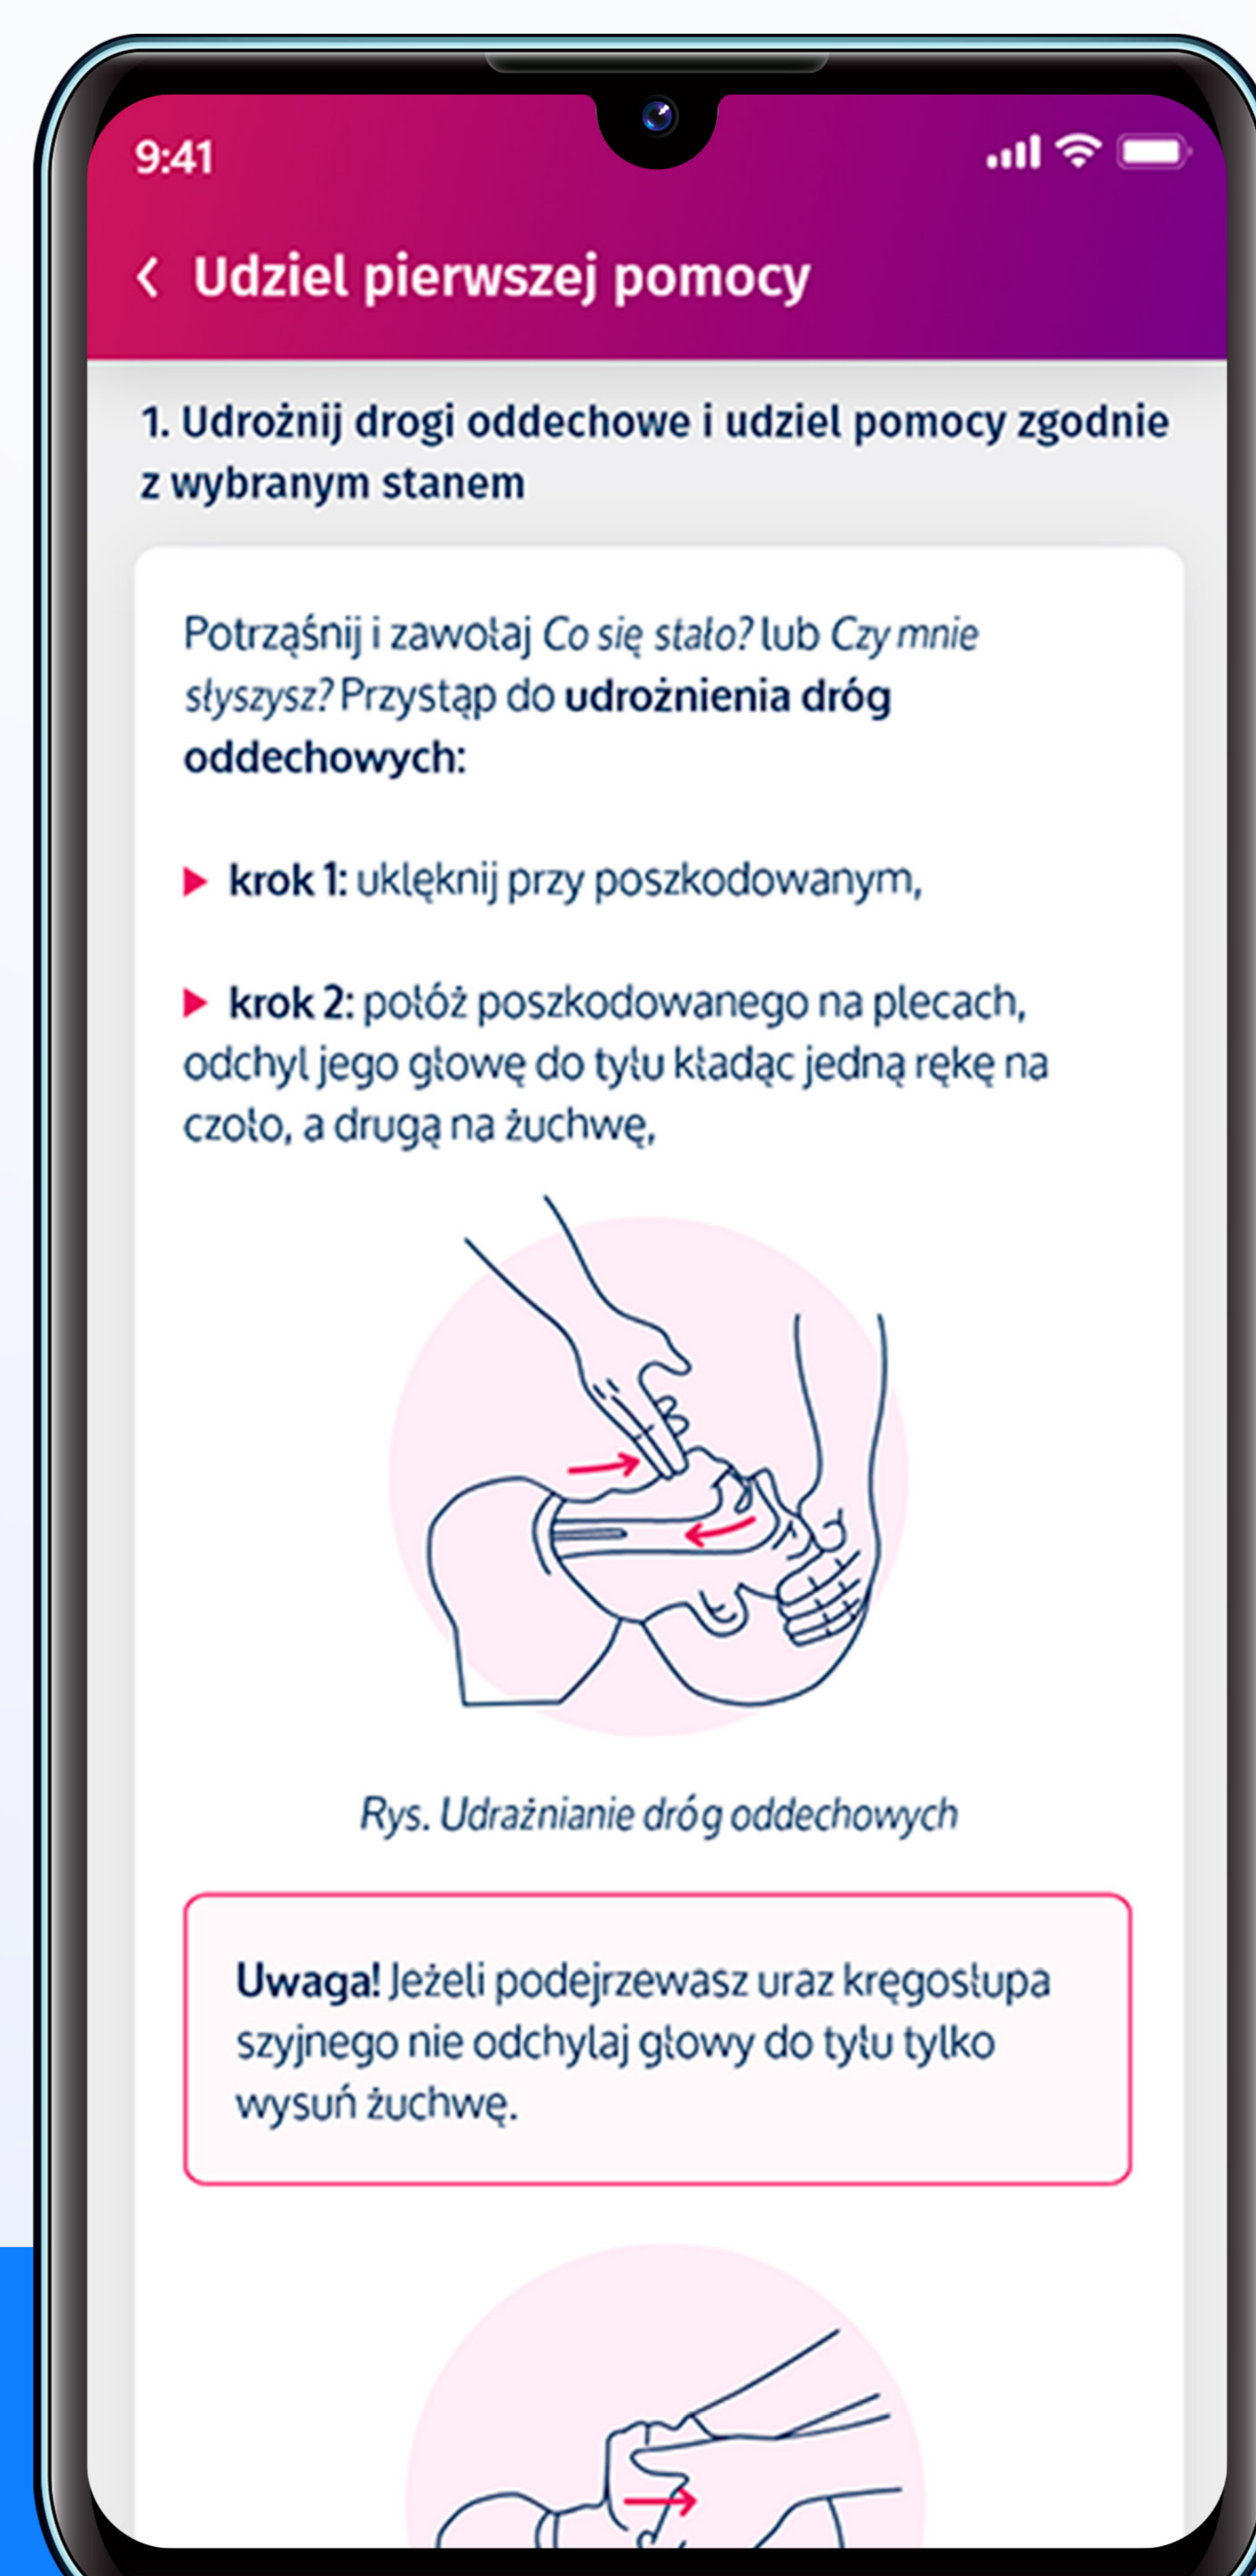 9:41
Udziel pierwszej pomocy
1. Udrożnij drogi oddechowe i udziel pomocy zgodnie
z wybranym stanem
Potrząśnij i zawołaj Co się stało? lub Czy mnie
słyszysz? Przystąp do udrożnienia dróg
oddechowych:
krok 1: uklęknij przy poszkodowanym,
krok 2: połóż poszkodowanego na plecach,
odchyl jego głowę do tyłu kładąc jedną rękę na
czoło, a drugą na żuchwę,
Rys. Udrażnianie dróg oddechowych
Uwaga! Jeżeli podejrzewasz uraz kręgosłupa
szyjnego nie odchylaj głowy do tyłu tylko
wysuń żuchwę.